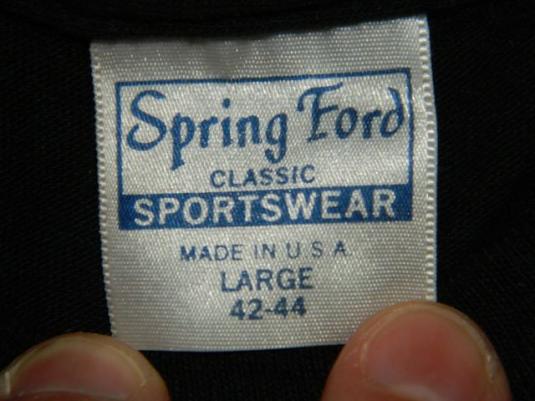 Spring Ford
CLASSIC
SPORTSWEAR
MADE IN U S A
LARGE
42-44